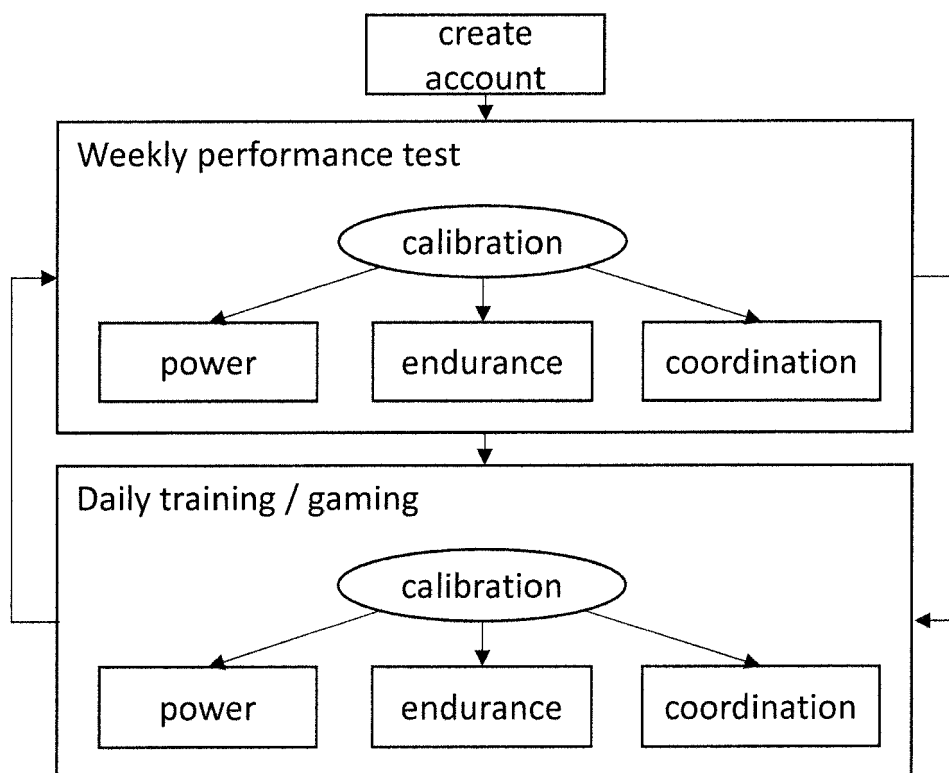 create
account
Weekly performance test
calibration
power
endurance
coordination
Daily training / gaming
calibration
power
endurance
coordination